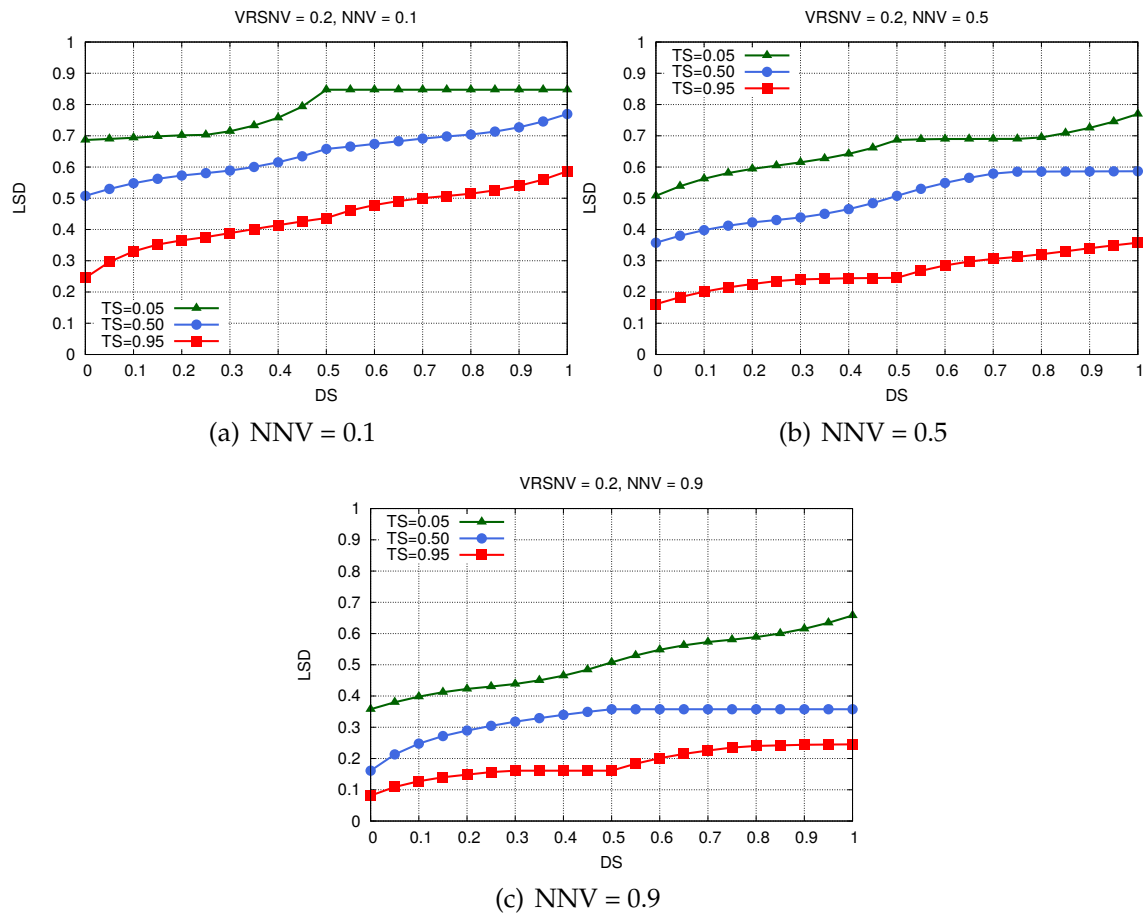 VRSNV = 0.2, NNV = 0.1
1
0.9
0.8
0.7
0.6
0.5
0.4
0.3
0.2
0.1
0
LSD
TS=0.05
TS=0.50
TS=0.95
0 0.1 0.2 0.3 0.4 0.5 0.6 0.7 0.8 0.9 1
DS
(a) NNV = 0.1
VRSNV = 0.2, NNV = 0.5
1
0.9
0.8
0.7
0.6
0.5
0.4
0.3
0.2
0.1
0
LSD
TS=0.05
TS=0.50
TS=0.95
0 0.1 0.2 0.3 0.4 0.5 0.6 0.7 0.8 0.9 1
DS
(b) NNV = 0.5
VRSNV = 0.2, NNV = 0.9
1
0.9
0.8
0.7
0.6
0.5
0.4
0.3
0.2
0.1
0
LSD
TS=0.05
TS=0.50
TS=0.95
0 0.1 0.2 0.3 0.4 0.5 0.6 0.7 0.8 0.9 1
DS
(c) NNV = 0.9